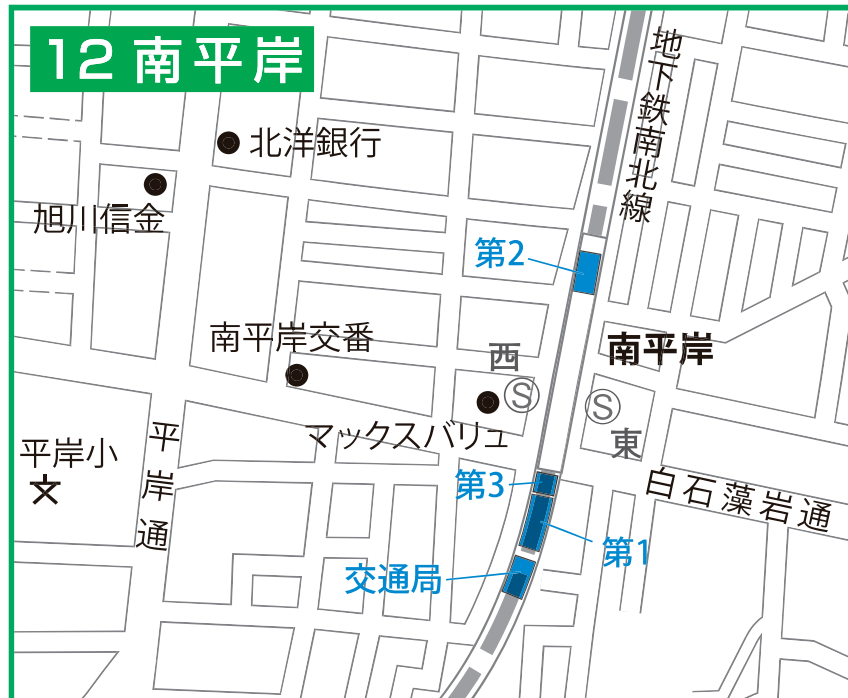 12 南平岸
地下鉄南北線
北洋銀行
旭川信金
第2
南平岸交番
西
南平岸
S
S
マックスバリュ
東
平岸小
平岸通
第3
白石藻岩通
第1
交通局